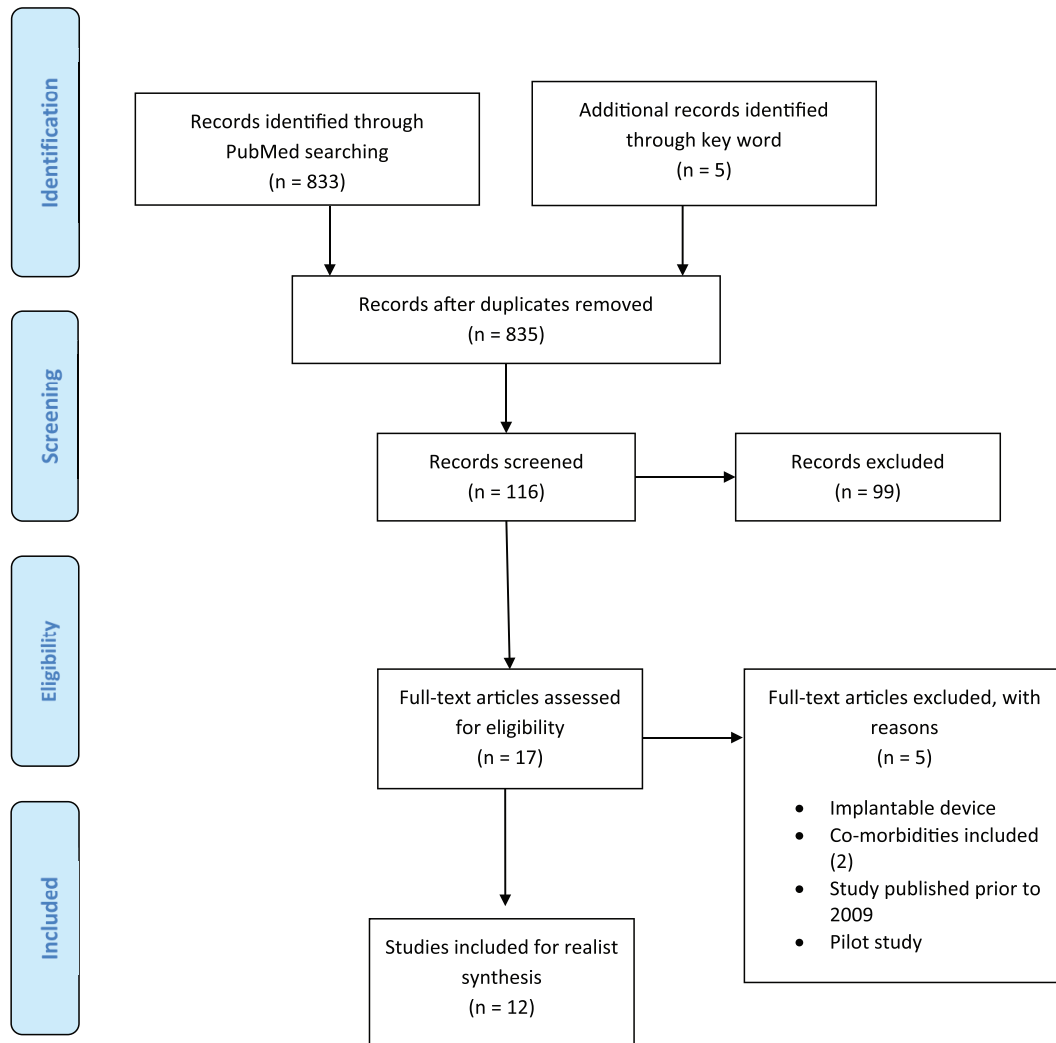 Identification
Records identified through
PubMed searching
(n = 833)
Additional records identified
through key word
(n = 5)
Records after duplicates removed
(n = 835)
Screening
Records screened
(n = 116)
Records excluded
(n = 99)
Eligibility
Full-text articles assessed
for eligibility
(n = 17)
Full-text articles excluded, with
reasons
(n = 5)
• Implantable device
• Co-morbidities included
(2)
• Study published prior to
2009
• Pilot study
Included
Studies included for realist
synthesis
(n = 12)